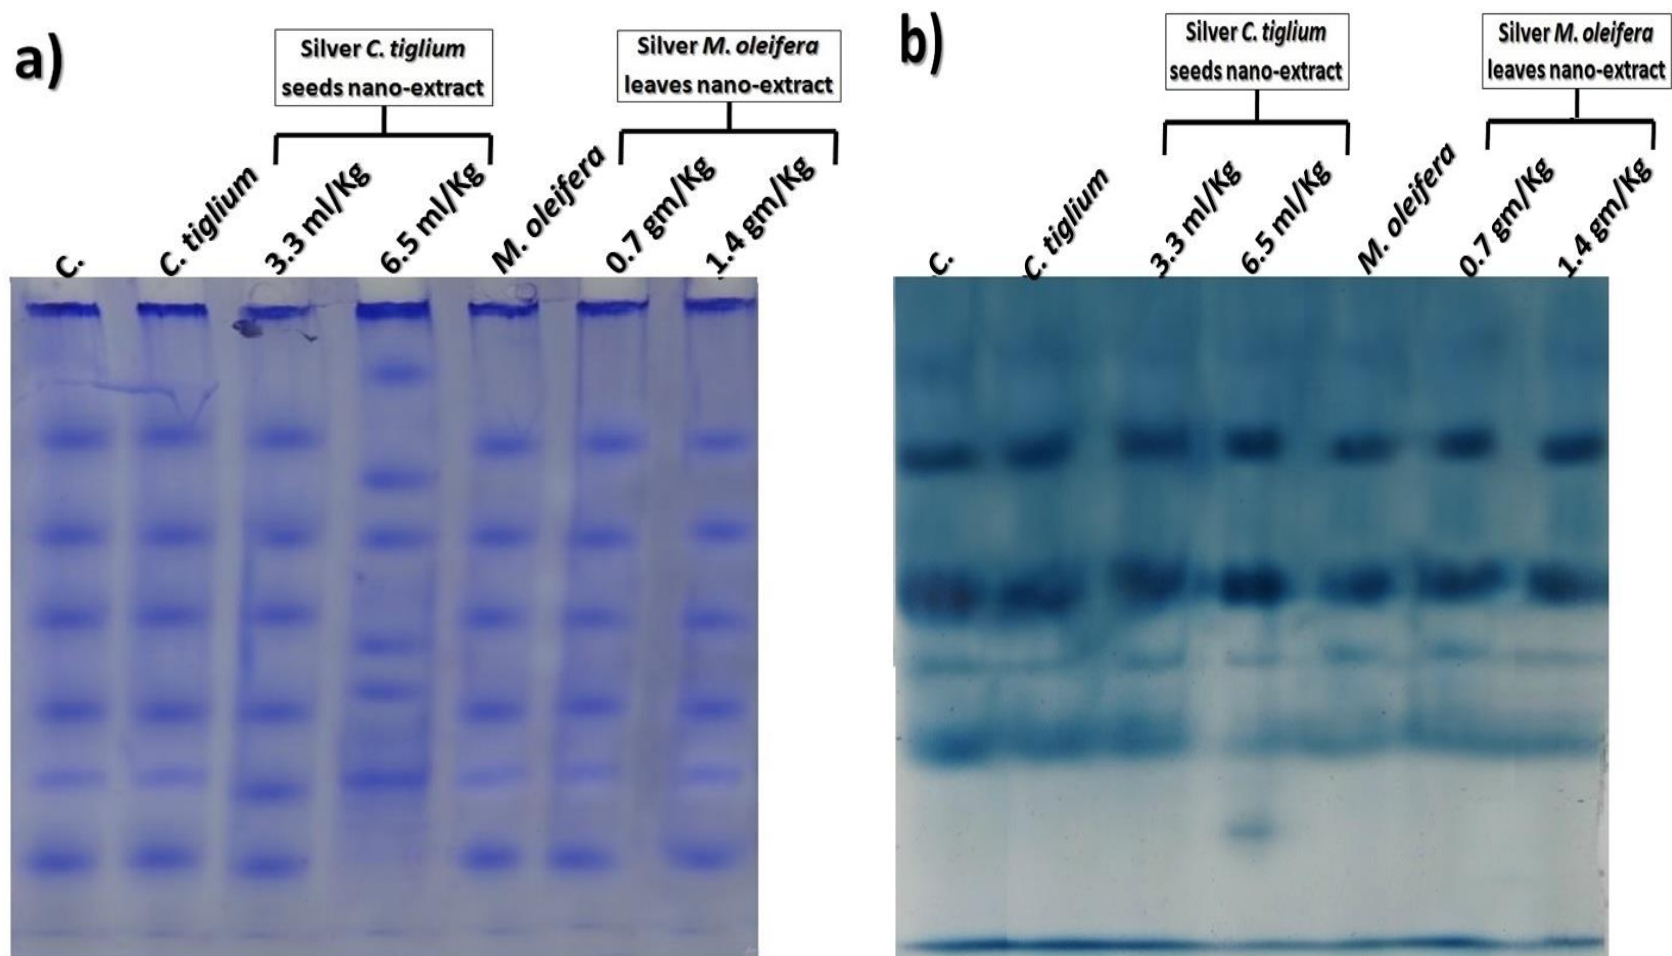 a)
Silver C. tiglium
seeds nano-extract
Silver M. oleifera
leaves nano-extract
C.
C. tiglium
3.3 ml/Kg
6.5 ml/Kg
M. oleifera
0.7 gm/Kg
1.4 gm/Kg
b)
Silver C. tiglium
seeds nano-extract
Silver M. oleifera
leaves nano-extract
C.
C. tiglium
3.3 ml/Kg
6.5 ml/Kg
M. oleifera
0.7 gm/Kg
1.4 gm/Kg